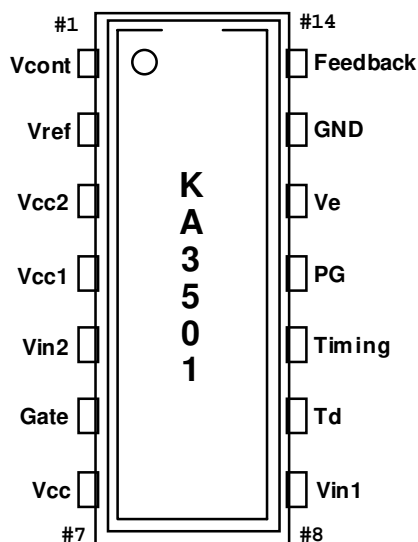 #1 #14
Vcont Feedback
Vref GND
Vcc2 Ve
Vcc1 PG
Vin2 Timing
Gate Td
Vcc Vin1
#7 #8
K
A
3
5
0
1